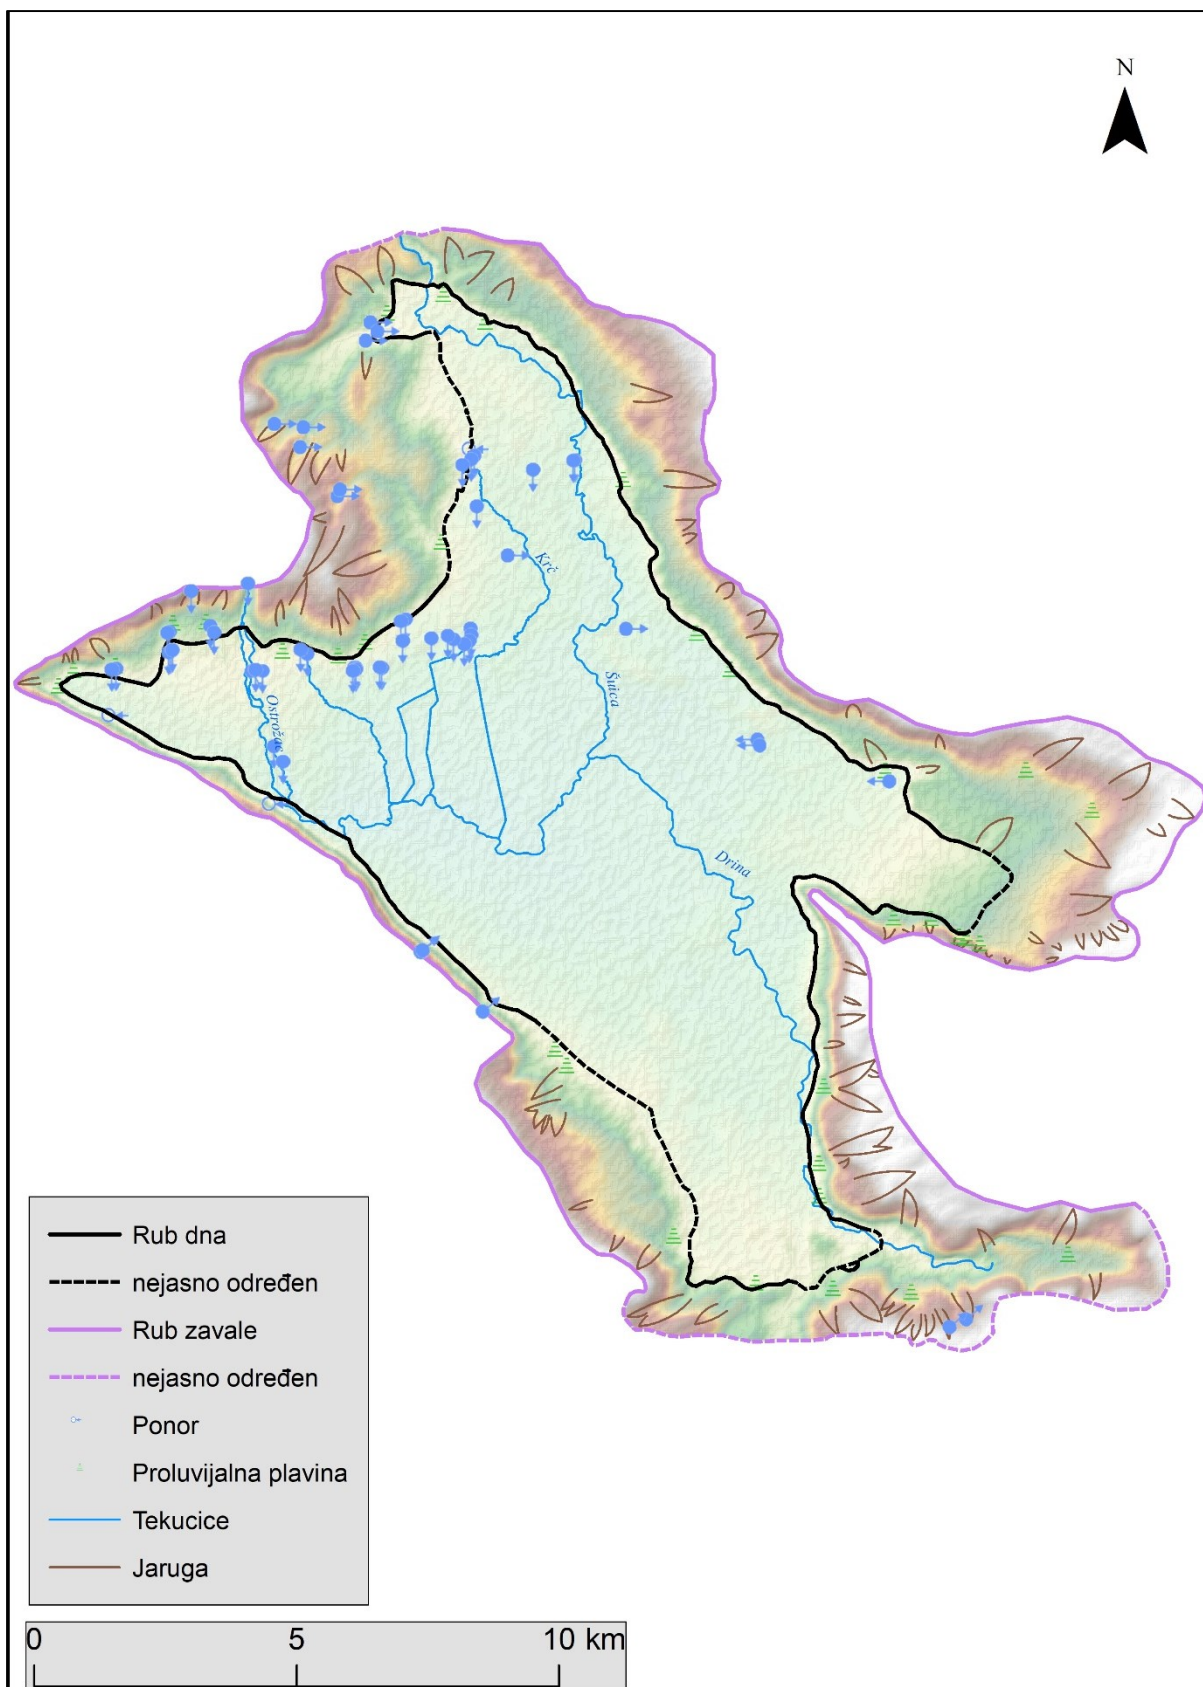 N
Krč
Šuica
Ostrožac
Drina
Rub dna
nejasno određen
Rub zavale
nejasno određen
Ponor
Proluvijalna plavina
Tekucice
Jaruga
0 5 10 km